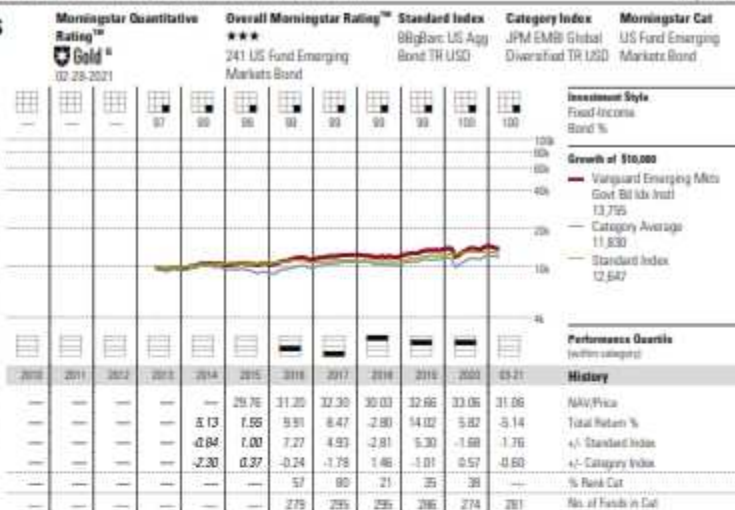 Morningstar Quantitative Rating™
Gold Q
02-28-2021
Overall Morningstar Rating™
★★★
241 US Fund Emerging
Markets Bond
Standard Index
BBgBarc US Agg
Bond TR USD
Category Index
JPM EMBI Global
Diversified TR USD
Morningstar Cat
US Fund Emerging
Markets Bond
— — — 97 99 96 98 99 99 99 100 100
Investment Style
Fixed-Income
Bond %
100k
80k
60k
40k
20k
10k
4k
Growth of $10,000
Vanguard Emerging Mkts
Govt Bd Idx Instl
13,755
Category Average
11,830
Standard Index
12,647
Performance Quartile
(within category)
2010 2011 2012 2013 2014 2015 2016 2017 2018 2019 2020 03-21 History
— — — — — 29.76 31.20 32.30 30.03 32.66 33.06 31.06 NAV/Price
— — — — 5.13 1.55 9.91 8.47 -2.80 14.02 5.82 -5.14 Total Return %
— — — — -0.84 1.00 7.27 4.93 -2.81 5.30 -1.68 -1.76 +/- Standard Index
— — — — -2.30 0.37 -0.24 -1.78 1.46 -1.01 0.57 -0.60 +/- Category Index
— — — — — — 57 80 21 35 38 — % Rank Cat
— — — — — — 279 295 295 286 274 281 No. of Funds in Cat